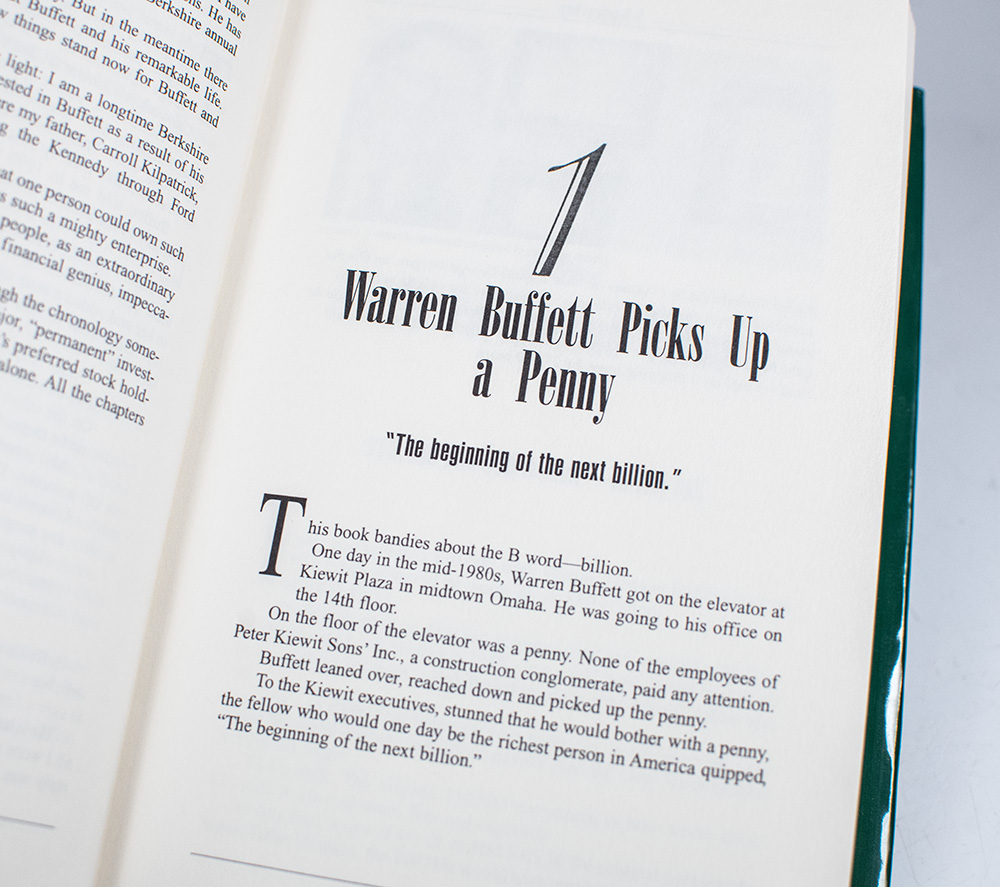 have
ns. He has
Berkshire annual
But in the meantime there
Buffett and his remarkable life.
things stand now for Buffett and
light: I am a longtime Berkshire
ested in Buffett as a result of his
re my father, Carroll Kilpatrick,
g the Kennedy through Ford
at one person could own such
s such a mighty enterprise.
people, as an extraordinary
financial genius, impecca-
gh the chronology some-
jor, “permanent” invest-
’s preferred stock hold-
alone. All the chapters
1
Warren Buffett Picks Up
a Penny
“The beginning of the next billion.”
This book bandies about the B word—billion.
One day in the mid-1980s, Warren Buffett got on the elevator at
Kiewit Plaza in midtown Omaha. He was going to his office on
the 14th floor.
On the floor of the elevator was a penny. None of the employees of
Peter Kiewit Sons’ Inc., a construction conglomerate, paid any attention.
Buffett leaned over, reached down and picked up the penny.
To the Kiewit executives, stunned that he would bother with a penny,
the fellow who would one day be the richest person in America quipped,
“The beginning of the next billion.”